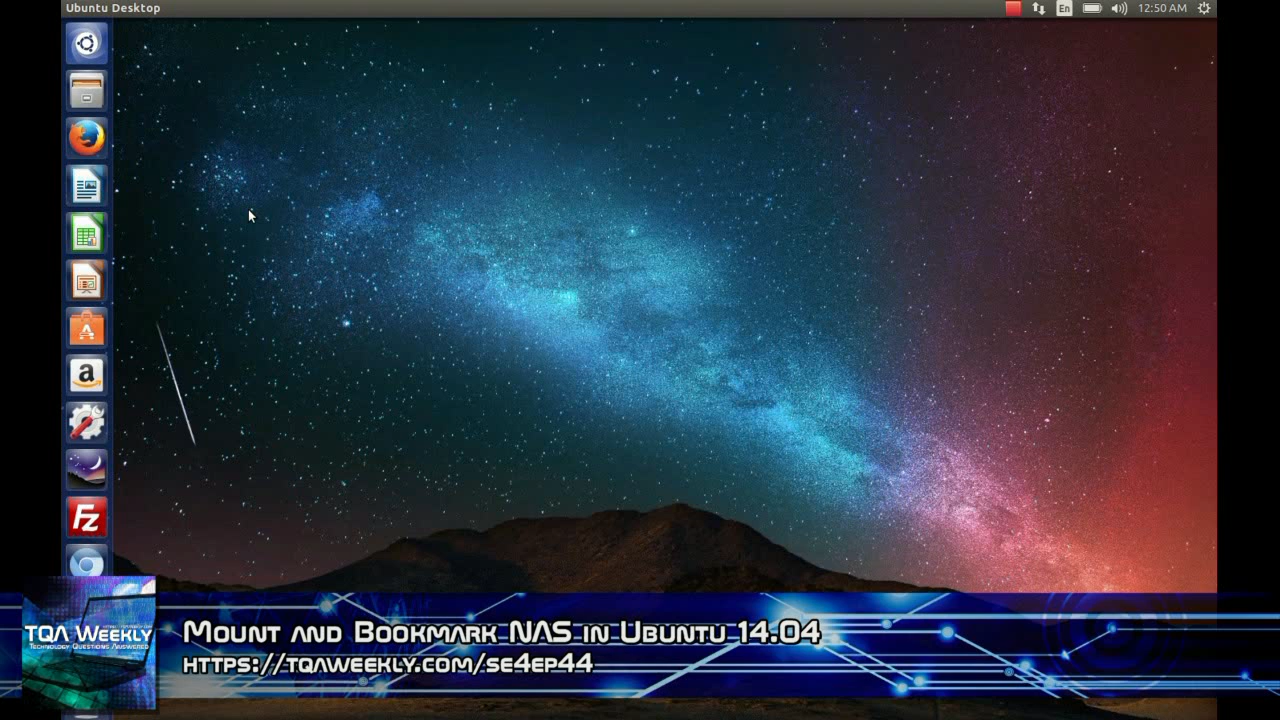 Ubuntu Desktop
En
12:50 AM
A
a
Fz
TQA Weekly
Technology Questions Answered
Mount and Bookmark NAS in Ubuntu 14.04
https://tqaweekly.com/se4ep44